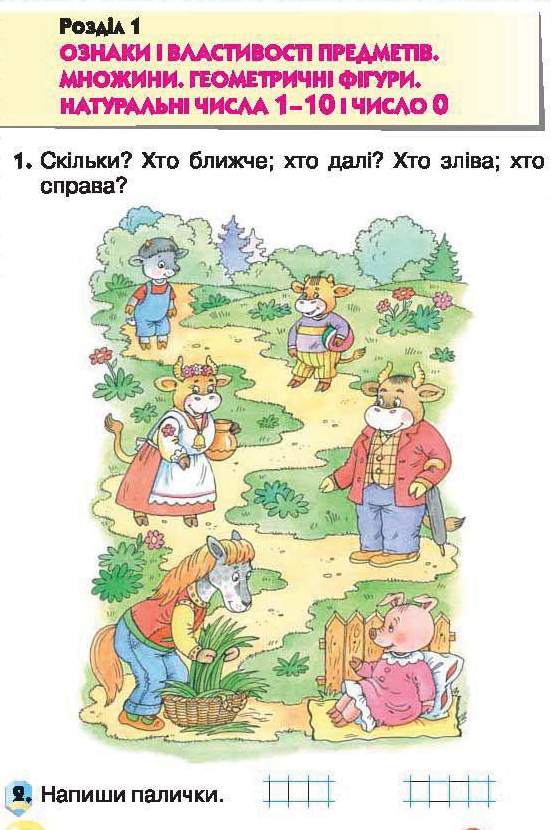 Розділ 1
ОЗНАКИ І ВЛАСТИВОСТІ ПРЕДМЕТІВ.
МНОЖИНИ. ГЕОМЕТРИЧНІ ФІГУРИ.
НАТУРАЛЬНІ ЧИСЛА 1–10 І ЧИСЛО 0
1. Скільки? Хто ближче; хто далі? Хто зліва; хто
справа?
2. Напиши палички.